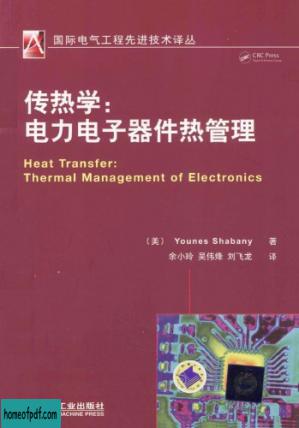 国际电气工程先进技术译丛
CRC Press
传热学：
电力电子器件热管理
Heat Transfer:
Thermal Management of Electronics
（美） Younes Shabany 著
余小玲 吴伟烽 刘飞龙 译
工业出版社
MACHINE PRESS
homeofpdf.com
homeofpdf.com